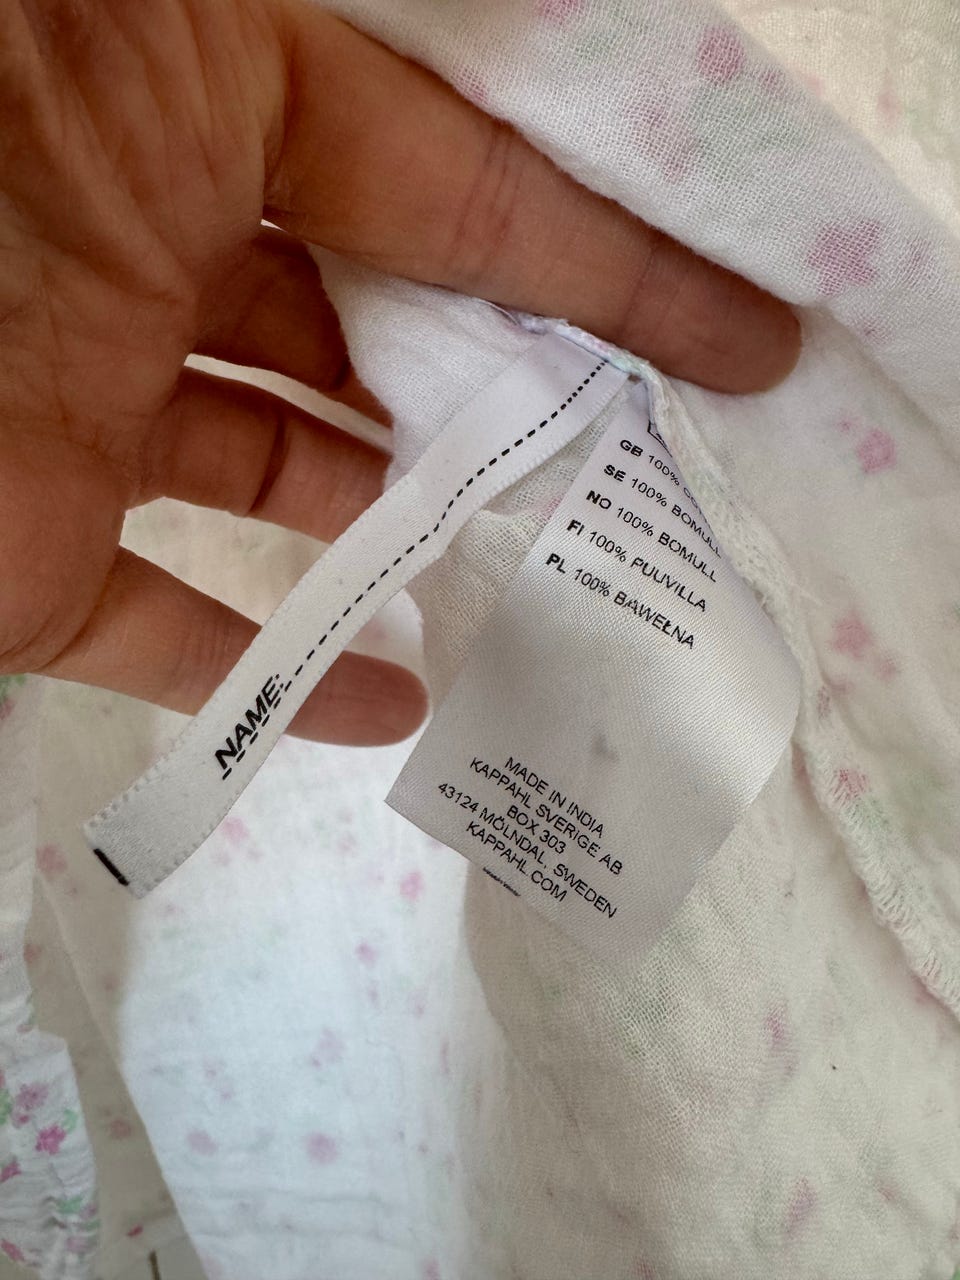 NAME:
GB 100% CO
SE 100% BOMULL
NO 100% BOMULL
FI 100% PUUVILLA
PL 100% BAWEŁNA
MADE IN INDIA
KAPPAHL SVERIGE AB
BOX 303
43124 MÖLNDAL, SWEDEN
KAPPAHL.COM